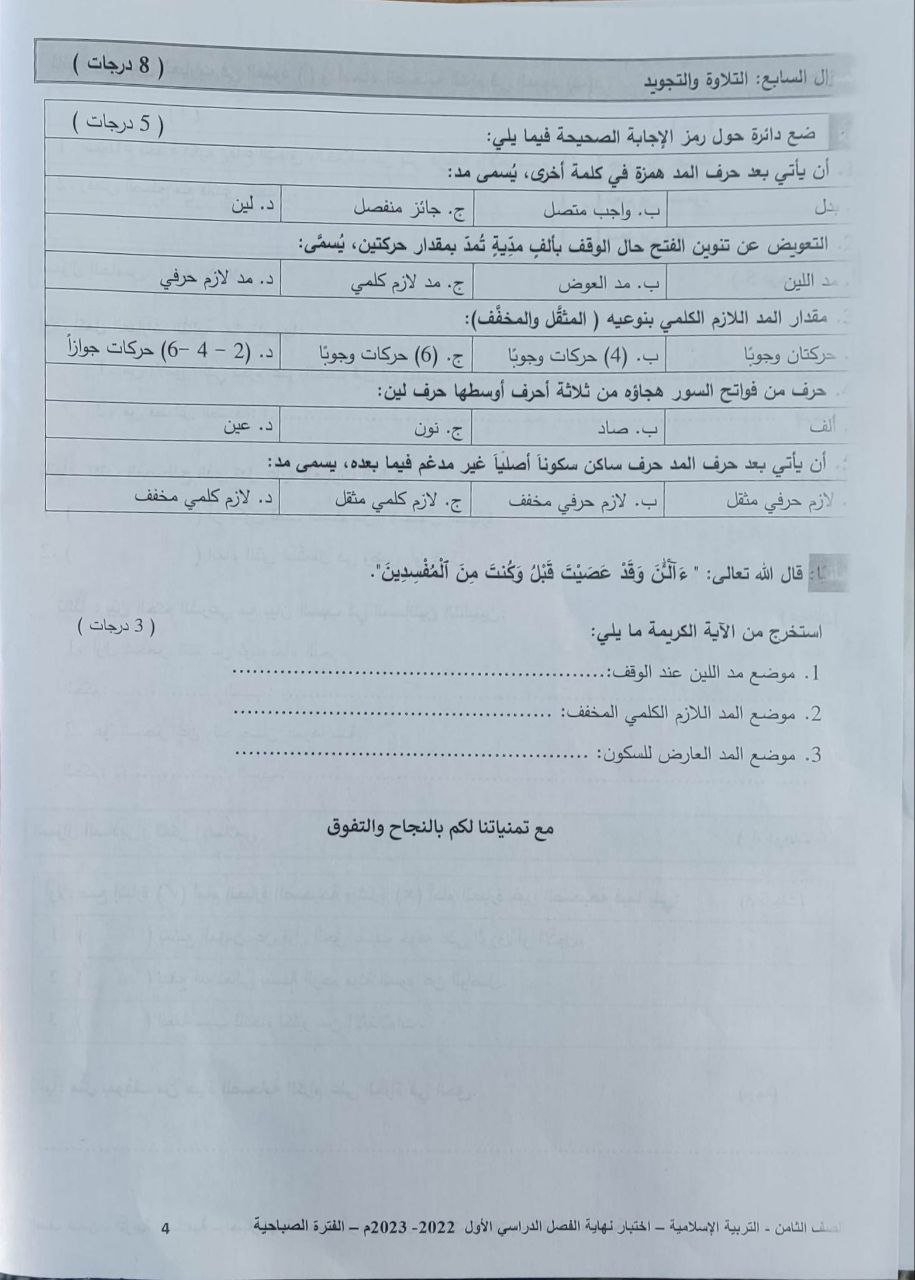 ال السابع: التلاوة والتجويد ( 8 درجات )
ضع دائرة حول رمز الإجابة الصحيحة فيما يلي: ( 5 درجات )
أن يأتي بعد حرف المد همزة في كلمة أخرى، يُسمى مد:
بدل ب. واجب متصل ج. جائز منفصل د. لين
التعويض عن تنوين الفتح حال الوقف بألفٍ مدّيةٍ تُمدّ بمقدار حركتين، يُسمَّى:
مد اللين ب. مد العوض ج. مد لازم كلمي د. مد لازم حرفي
مقدار المد اللازم الكلمي بنوعيه ( المثقَّل والمخفَّف):
حركتان وجوبًا ب. (4) حركات وجوبًا ج. (6) حركات وجوبًا د. (2 – 4 –6) حركات جوازاً
حرف من فواتح السور هجاؤه من ثلاثة أحرف أوسطها حرف لين:
ألف ب. صاد ج. نون د. عين
أن يأتي بعد حرف المد حرف ساكن سكوناً أصلياً غير مدغم فيما بعده، يسمى مد:
لازم حرفي مثقل ب. لازم حرفي مخفف ج. لازم كلمي مثقل د. لازم كلمي مخفف
قال الله تعالى: " ءَآلْـَٰٔنَ وَقَدْ عَصَيْتَ قَبْلُ وَكُنتَ مِنَ ٱلْمُفْسِدِينَ".
استخرج من الآية الكريمة ما يلي: ( 3 درجات )
1. موضع مد اللين عند الوقف:......................................................
2. موضع المد اللازم الكلمي المخفف: ..............................................
3. موضع المد العارض للسكون: ...................................................
مع تمنياتنا لكم بالنجاح والتفوق
الصف الثامن - التربية الإسلامية – اختبار نهاية الفصل الدراسي الأول 2022- 2023م – الفترة الصباحية 4